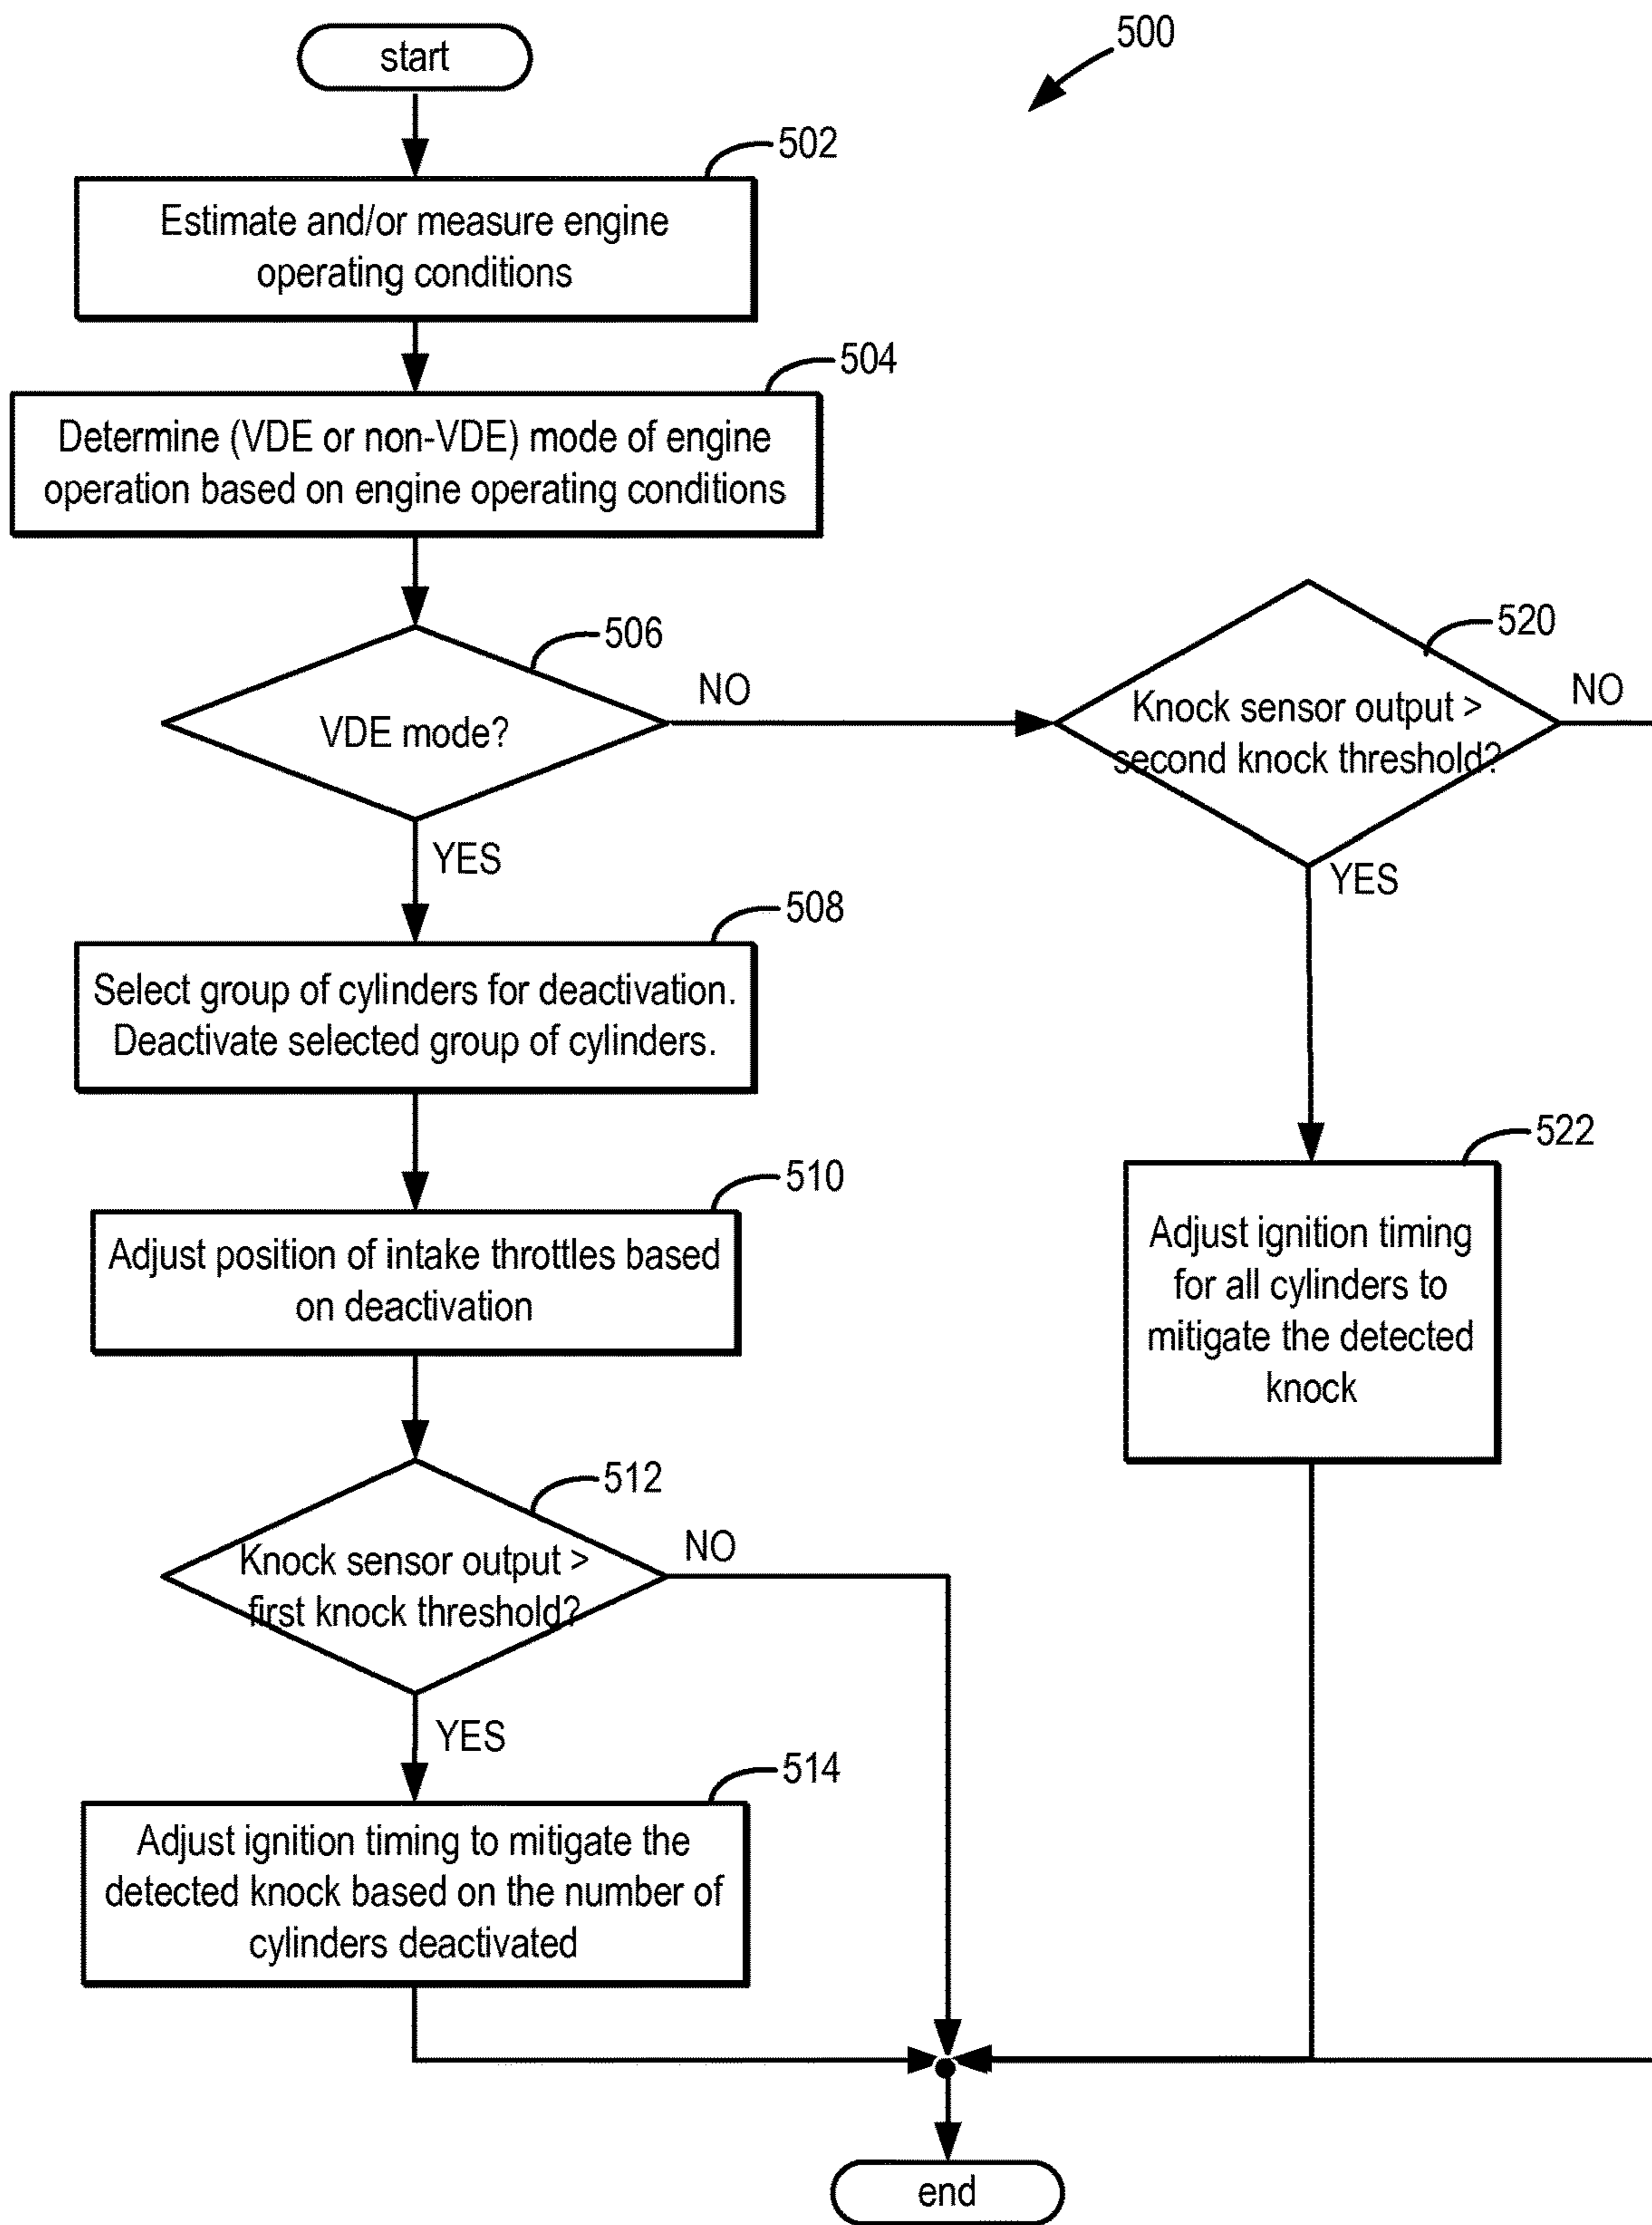 500
start
502
Estimate and/or measure engine
operating conditions
504
Determine (VDE or non-VDE) mode of engine
operation based on engine operating conditions
506
VDE mode?
NO
YES
520
Knock sensor output >
second knock threshold?
NO
YES
508
Select group of cylinders for deactivation.
Deactivate selected group of cylinders.
510
Adjust position of intake throttles based
on deactivation
522
Adjust ignition timing
for all cylinders to
mitigate the detected
knock
512
Knock sensor output >
first knock threshold?
NO
YES
514
Adjust ignition timing to mitigate the
detected knock based on the number of
cylinders deactivated
end